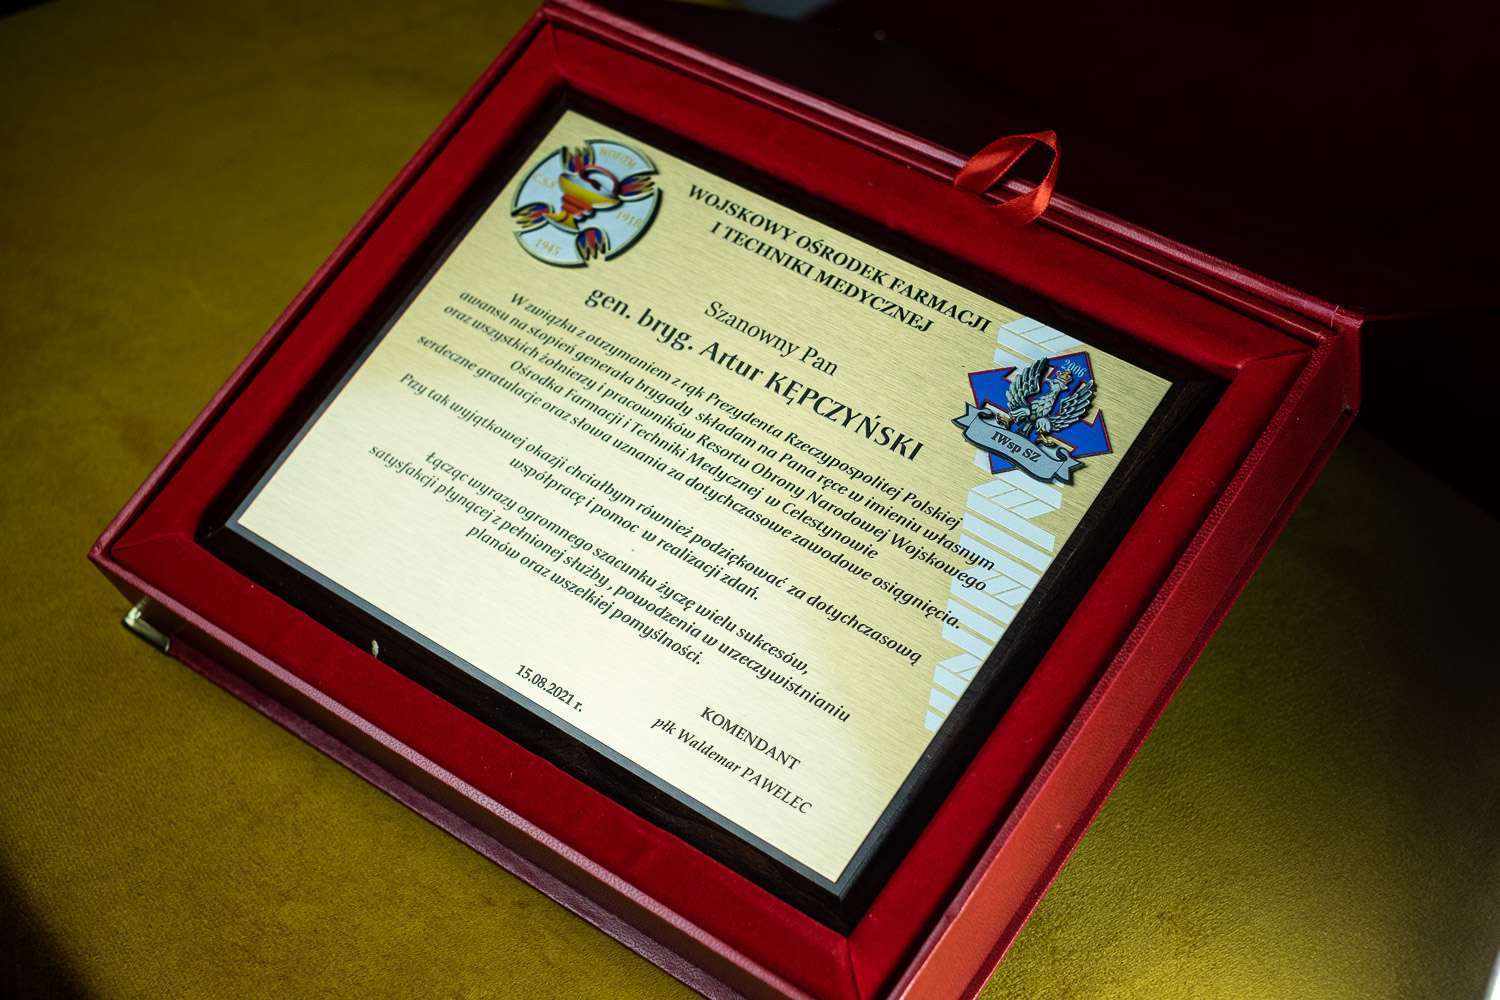 WOFiTM
C.S.S
1918
1945
WOJSKOWY OŚRODEK FARMACJI
I TECHNIKI MEDYCZNEJ
2006
IWsp SZ
Szanowny Pan
gen. bryg. Artur KĘPCZYŃSKI
W związku z otrzymaniem z rąk Prezydenta Rzeczypospolitej Polskiej
awansu na stopień generała brygady składam na Pana ręce w imieniu własnym
oraz wszystkich żołnierzy i pracowników Resortu Obrony Narodowej Wojskowego
Ośrodka Farmacji i Techniki Medycznej w Celestynowie
serdeczne gratulacje oraz słowa uznania za dotychczasowe zawodowe osiągnięcia.
Przy tak wyjątkowej okazji chciałbym również podziękować za dotychczasową
współpracę i pomoc w realizacji zdań.
Łącząc wyrazy ogromnego szacunku życzę wielu sukcesów,
satysfakcji płynącej z pełnionej służby, powodzenia w urzeczywistnianiu
planów oraz wszelkiej pomyślności.
15.08.2021 r.
KOMENDANT
płk Waldemar PAWELEC